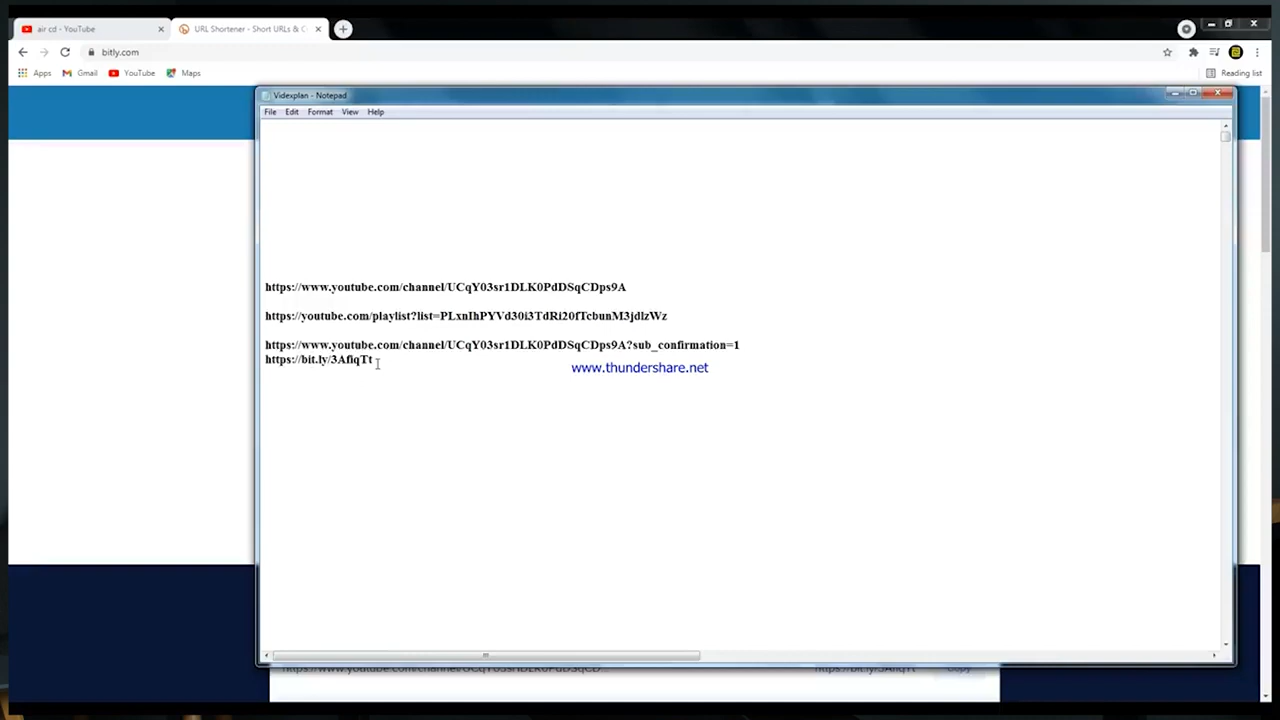 air cd - YouTube
URL Shortener - Short URLs & C
bitly.com
Apps
Gmail
YouTube
Maps
Reading list
Videxplan - Notepad
File Edit Format View Help
https://www.youtube.com/channel/UCqY03sr1DLK0PdDSqCDps9A
https://youtube.com/playlist?list=PLxnIhPYVd30i3TdRi20fTcbunM3jdlzWz
https://www.youtube.com/channel/UCqY03sr1DLK0PdDSqCDps9A?sub_confirmation=1
https://bit.ly/3AfiqTt
www.thundershare.net